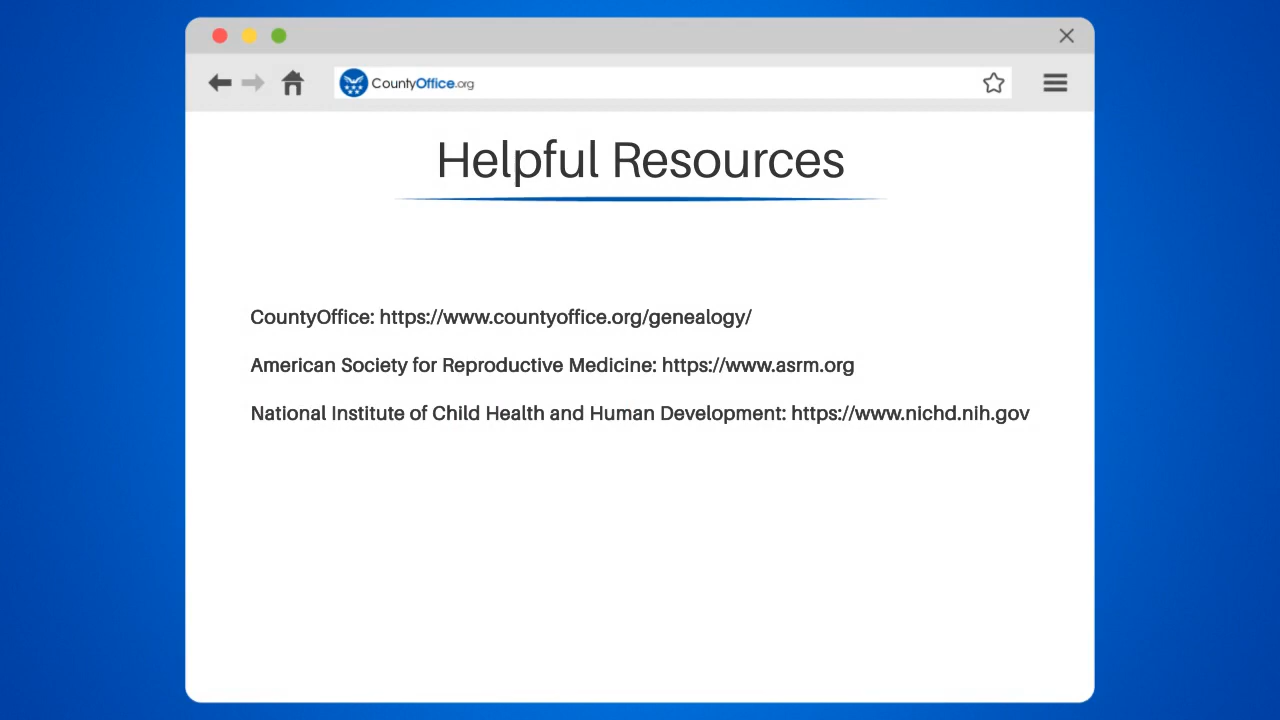 CountyOffice.org
Helpful Resources
CountyOffice: https://www.countyoffice.org/genealogy/
American Society for Reproductive Medicine: https://www.asrm.org
National Institute of Child Health and Human Development: https://www.nichd.nih.gov